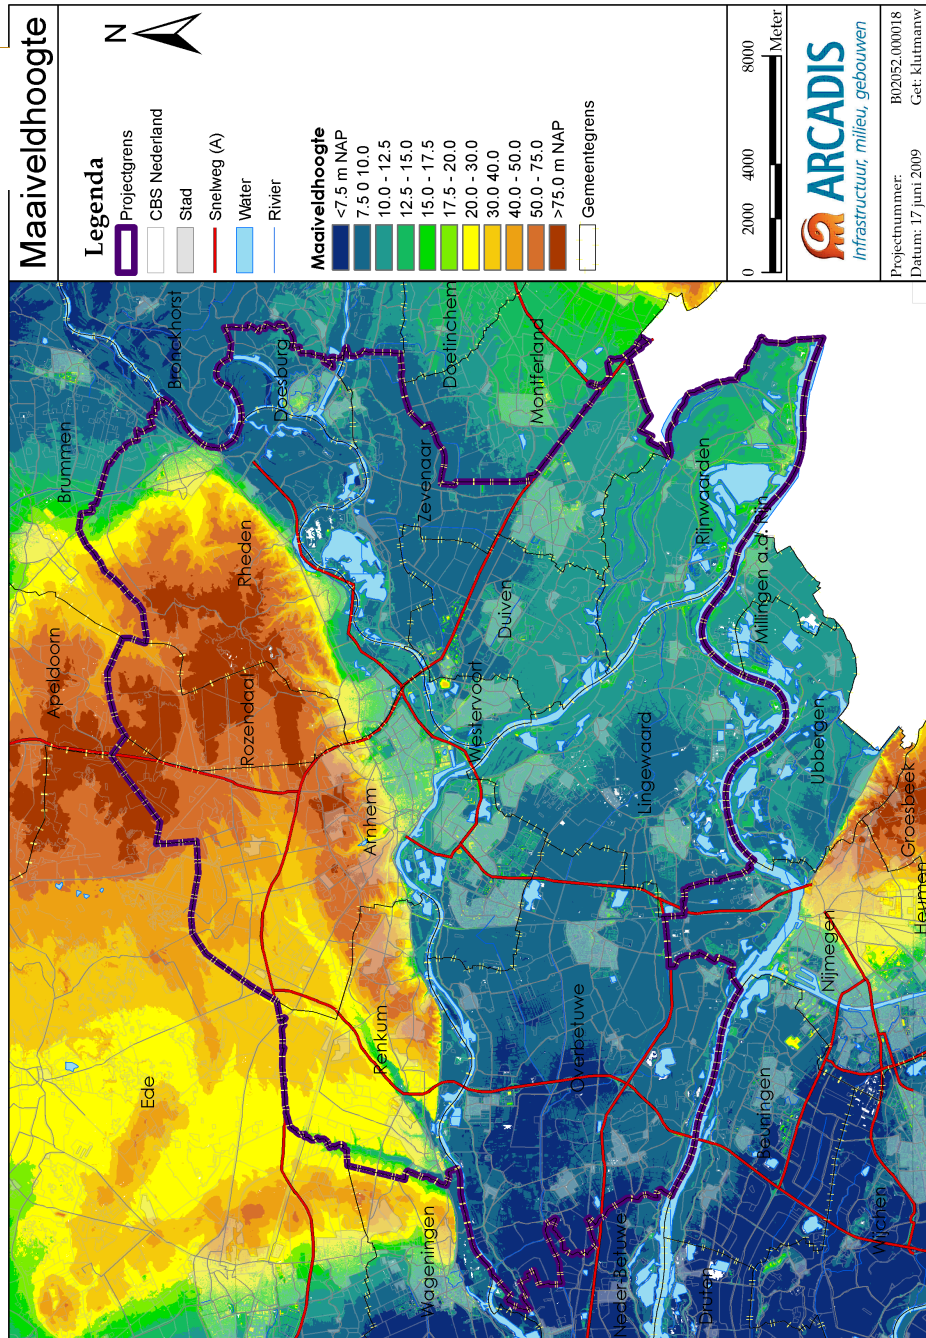 Maaiveldhoogte
Legenda
Projectgrens
CBS Nederland
Stad
Snelweg (A)
Water
Rivier
Maaiveldhoogte
<7.5 m NAP
7.5 10.0
10.0 - 12.5
12.5 - 15.0
15.0 - 17.5
17.5 - 20.0
20.0 - 30.0
30.0 40.0
40.0 - 50.0
50.0 - 75.0
>75.0 m NAP
Gemeentegrens
N
0 2000 4000 8000
Meter
ARCADIS
Infrastructuur, milieu, gebouwen
Projectnummer: B02052.000018
Datum: 17 juni 2009 Get: klutmanw
Ede
Apeldoorn
Brummen
Bronckhorst
Rozendaal
Rheden
Doesburg
Renkum
Arnhem
Wageningen
Westervoort
Duiven
Zevenaar
Doetinchem
Montferland
Overbetuwe
Lingewaard
Rijnwaarden
Neder-Betuwe
Millingen a.d. Rijn
Ubbergen
Druten
Beuningen
Nijmegen
Groesbeek
Heumen
Wijchen